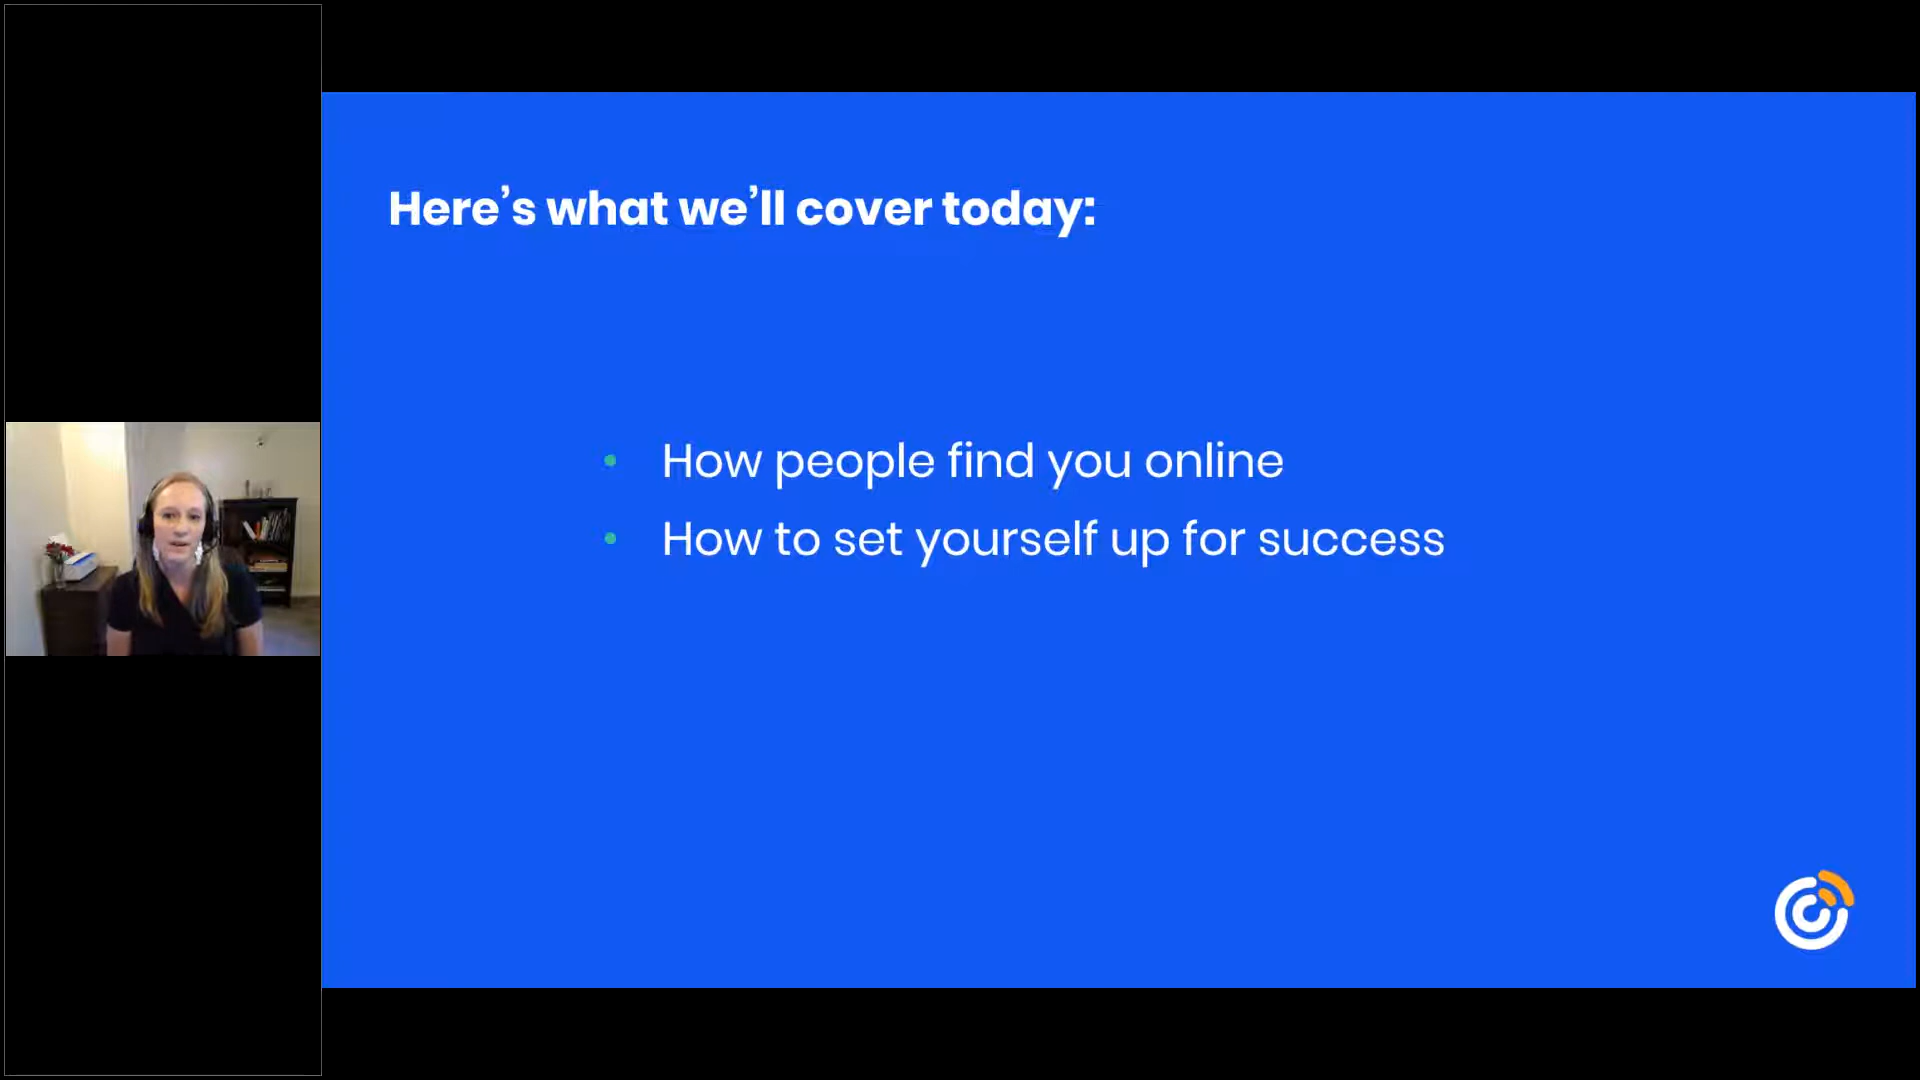 Here’s what we’ll cover today:
How people find you online
How to set yourself up for success